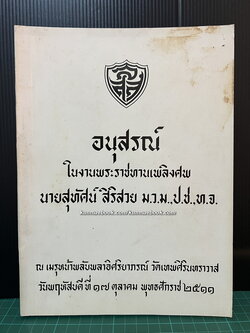 อนุสรณ์
ในงานพระราชทานเพลิงศพ
นายสุทัศน์ สิริสวย ม.ว.ม.,ป.ช.,ท.จ.
kunnawbook.com / kunnawbook.com
ณ เมรุหน้าพลับพลาอิศริยาภรณ์ วัดเทพศิรินทราวาส
วันพฤหัสบดีที่ ๑๗ ตุลาคม พุทธศักราช ๒๕๑๑